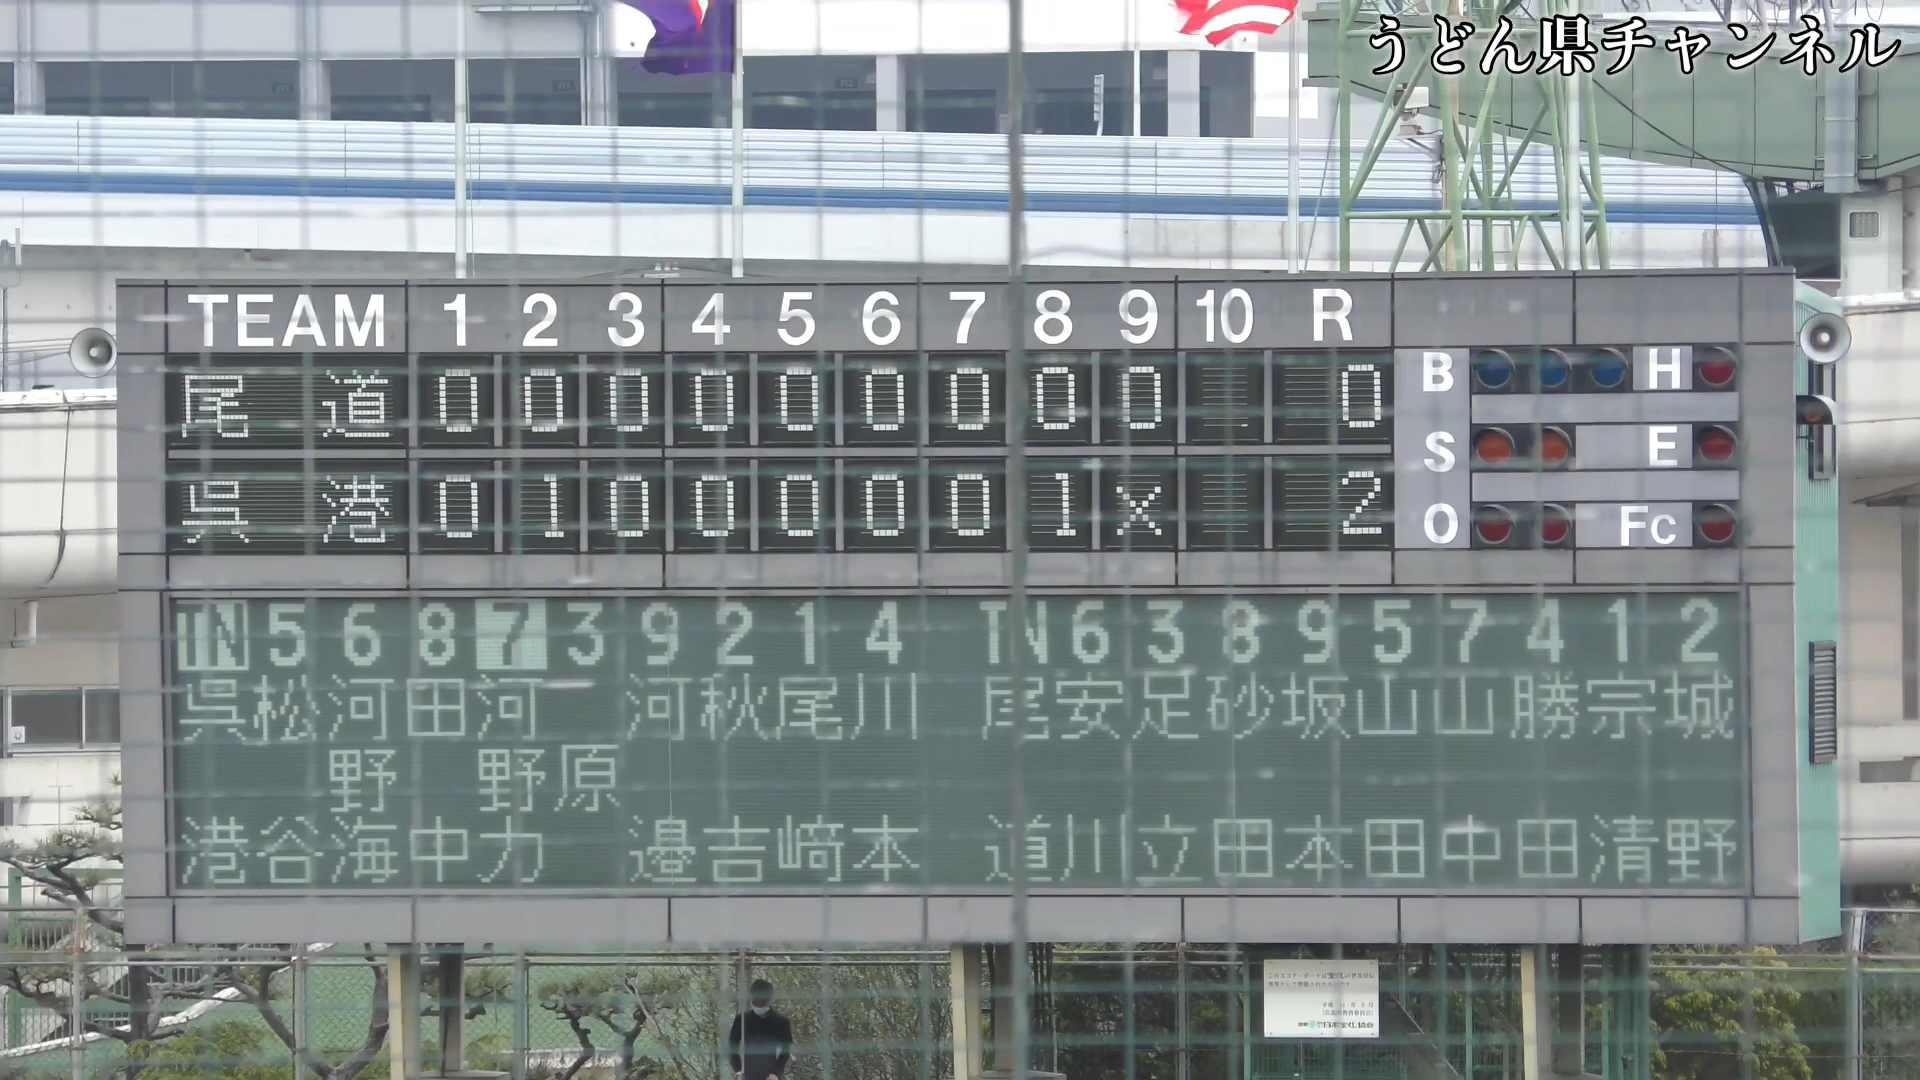 うどん県チャンネル
TEAM 1 2 3 4 5 6 7 8 9 10 R
尾道 0 0 0 0 0 0 0 0 0 0
呉港 0 1 0 0 0 0 0 1 x 2
B H
S E
O Fc
IN 5 6 8 7 3 9 2 1 4 IN 6 3 8 9 5 7 4 1 2
呉松河田河 河秋尾川 尾安足砂坂山山勝宗城
野 野原
港谷海中力 邉吉崎本 道川立田本田中田清野